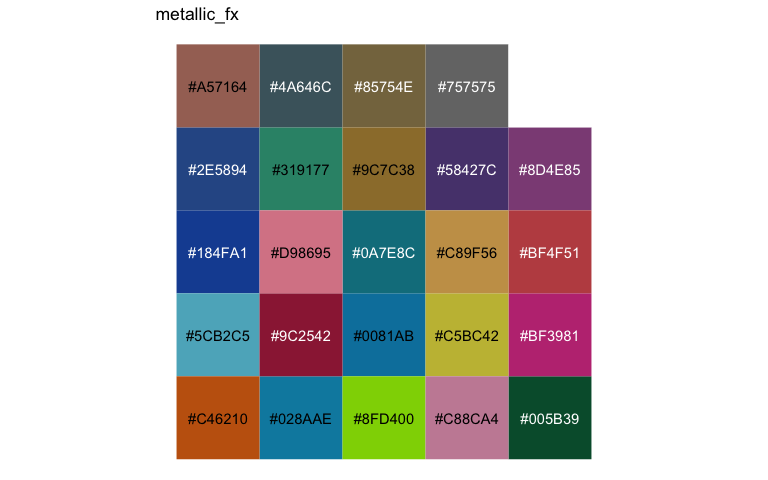 metallic_fx
#A57164 #4A646C #85754E #757575
#2E5894 #319177 #9C7C38 #58427C #8D4E85
#184FA1 #D98695 #0A7E8C #C89F56 #BF4F51
#5CB2C5 #9C2542 #0081AB #C5BC42 #BF3981
#C46210 #028AAE #8FD400 #C88CA4 #005B39